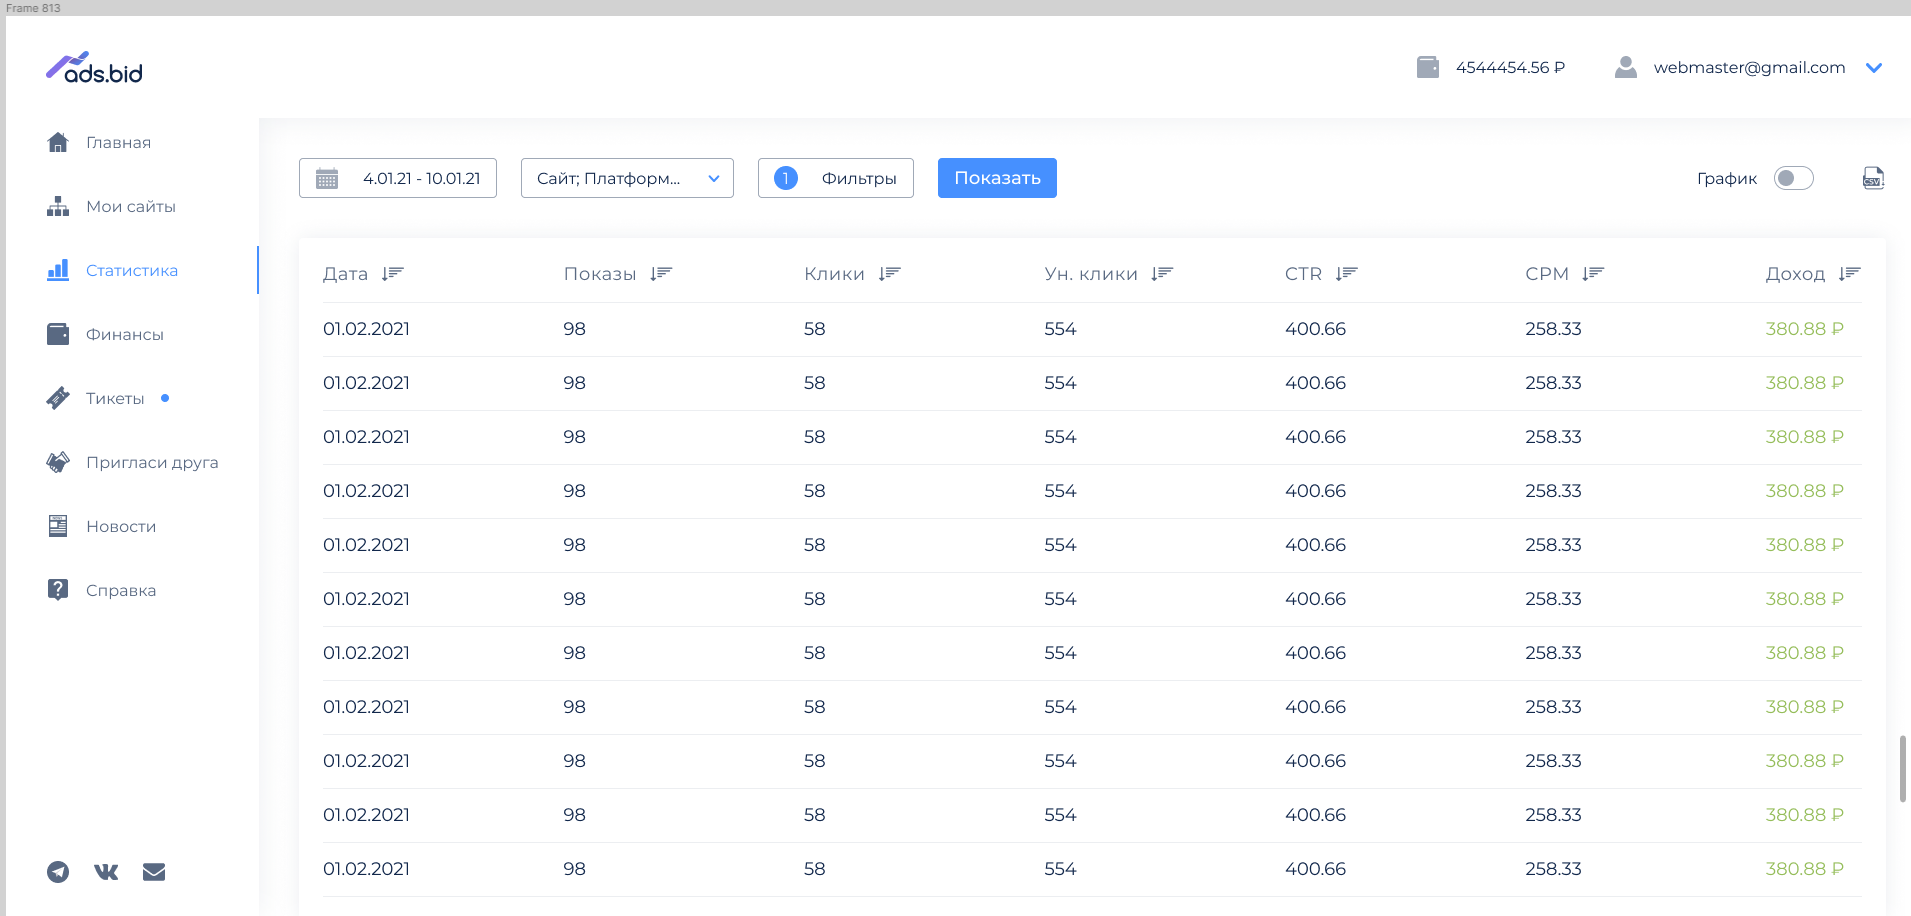 Frame 813
ads.bid
4544454.56 ₽
webmaster@gmail.com
Главная
Мои сайты
Статистика
Финансы
Тикеты
Пригласи друга
Новости
Справка
4.01.21 - 10.01.21
Сайт; Платформ...
1 Фильтры
Показать
График
CSV
Дата Показы Клики Ун. клики CTR CPM Доход
01.02.2021 98 58 554 400.66 258.33 380.88 ₽
01.02.2021 98 58 554 400.66 258.33 380.88 ₽
01.02.2021 98 58 554 400.66 258.33 380.88 ₽
01.02.2021 98 58 554 400.66 258.33 380.88 ₽
01.02.2021 98 58 554 400.66 258.33 380.88 ₽
01.02.2021 98 58 554 400.66 258.33 380.88 ₽
01.02.2021 98 58 554 400.66 258.33 380.88 ₽
01.02.2021 98 58 554 400.66 258.33 380.88 ₽
01.02.2021 98 58 554 400.66 258.33 380.88 ₽
01.02.2021 98 58 554 400.66 258.33 380.88 ₽
01.02.2021 98 58 554 400.66 258.33 380.88 ₽